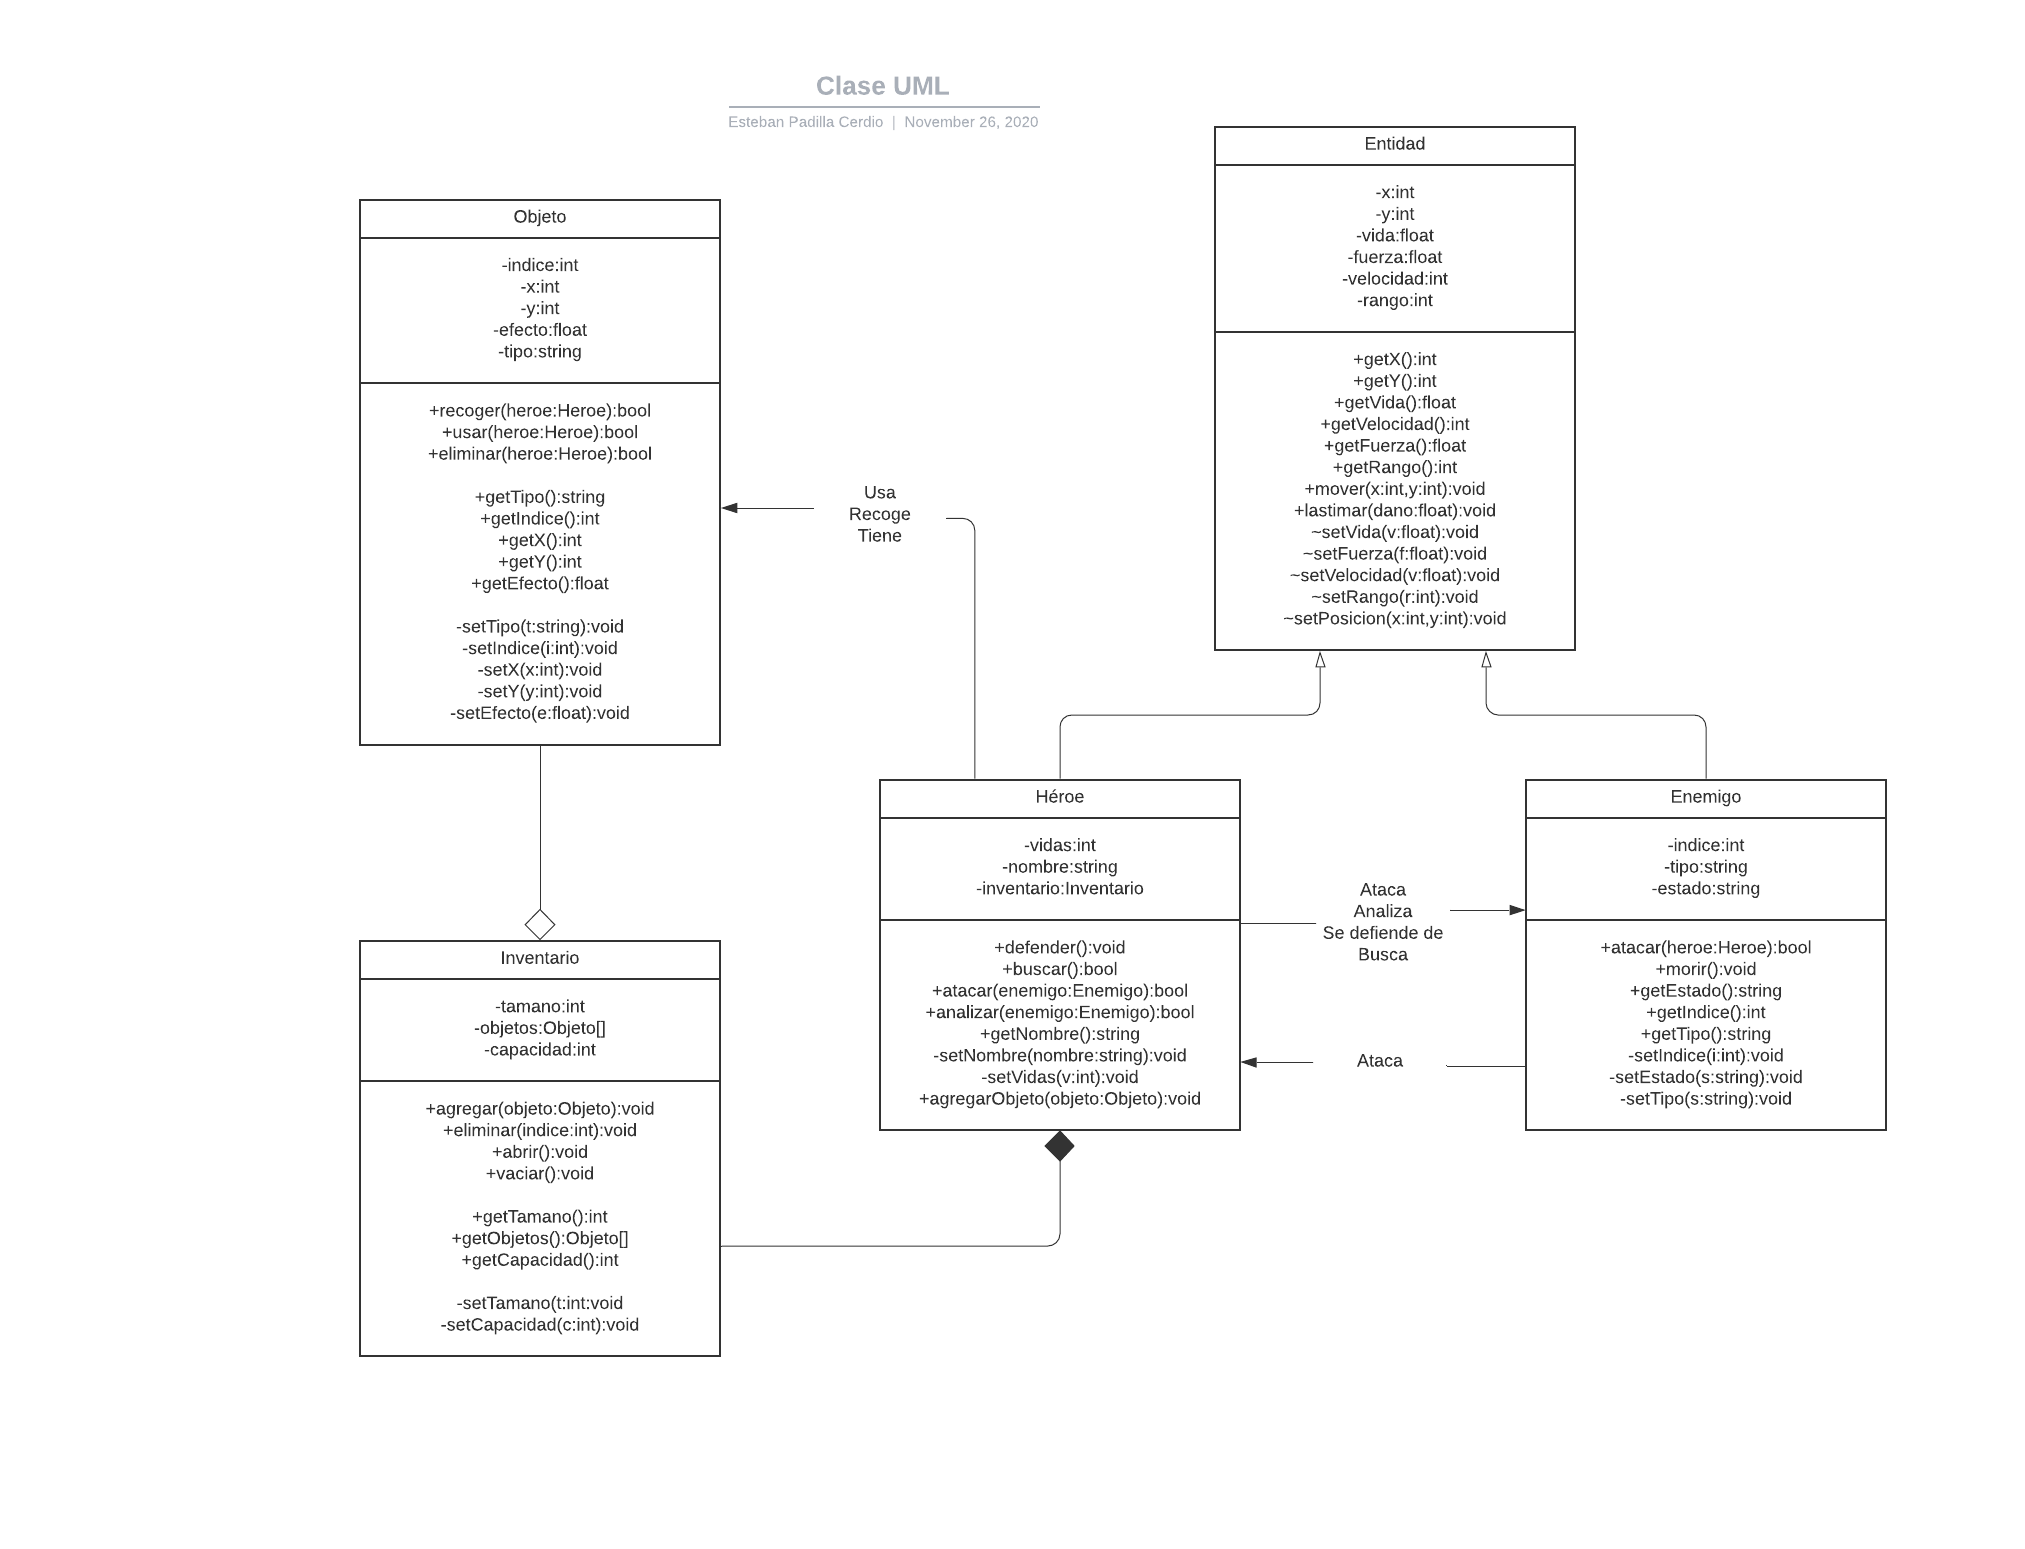 Clase UML
Esteban Padilla Cerdio | November 26, 2020
Objeto
-indice:int
-x:int
-y:int
-efecto:float
-tipo:string
+recoger(heroe:Heroe):bool
+usar(heroe:Heroe):bool
+eliminar(heroe:Heroe):bool
+getTipo():string
+getIndice():int
+getX():int
+getY():int
+getEfecto():float
-setTipo(t:string):void
-setIndice(i:int):void
-setX(x:int):void
-setY(y:int):void
-setEfecto(e:float):void
Usa
Recoge
Tiene
Entidad
-x:int
-y:int
-vida:float
-fuerza:float
-velocidad:int
-rango:int
+getX():int
+getY():int
+getVida():float
+getVelocidad():int
+getFuerza():float
+getRango():int
+mover(x:int,y:int):void
+lastimar(dano:float):void
~setVida(v:float):void
~setFuerza(f:float):void
~setVelocidad(v:float):void
~setRango(r:int):void
~setPosicion(x:int,y:int):void
Inventario
-tamano:int
-objetos:Objeto[]
-capacidad:int
+agregar(objeto:Objeto):void
+eliminar(indice:int):void
+abrir():void
+vaciar():void
+getTamano():int
+getObjetos():Objeto[]
+getCapacidad():int
-setTamano(t:int:void
-setCapacidad(c:int):void
Héroe
-vidas:int
-nombre:string
-inventario:Inventario
+defender():void
+buscar():bool
+atacar(enemigo:Enemigo):bool
+analizar(enemigo:Enemigo):bool
+getNombre():string
-setNombre(nombre:string):void
-setVidas(v:int):void
+agregarObjeto(objeto:Objeto):void
Ataca
Analiza
Se defiende de
Busca
Ataca
Enemigo
-indice:int
-tipo:string
-estado:string
+atacar(heroe:Heroe):bool
+morir():void
+getEstado():string
+getIndice():int
+getTipo():string
-setIndice(i:int):void
-setEstado(s:string):void
-setTipo(s:string):void